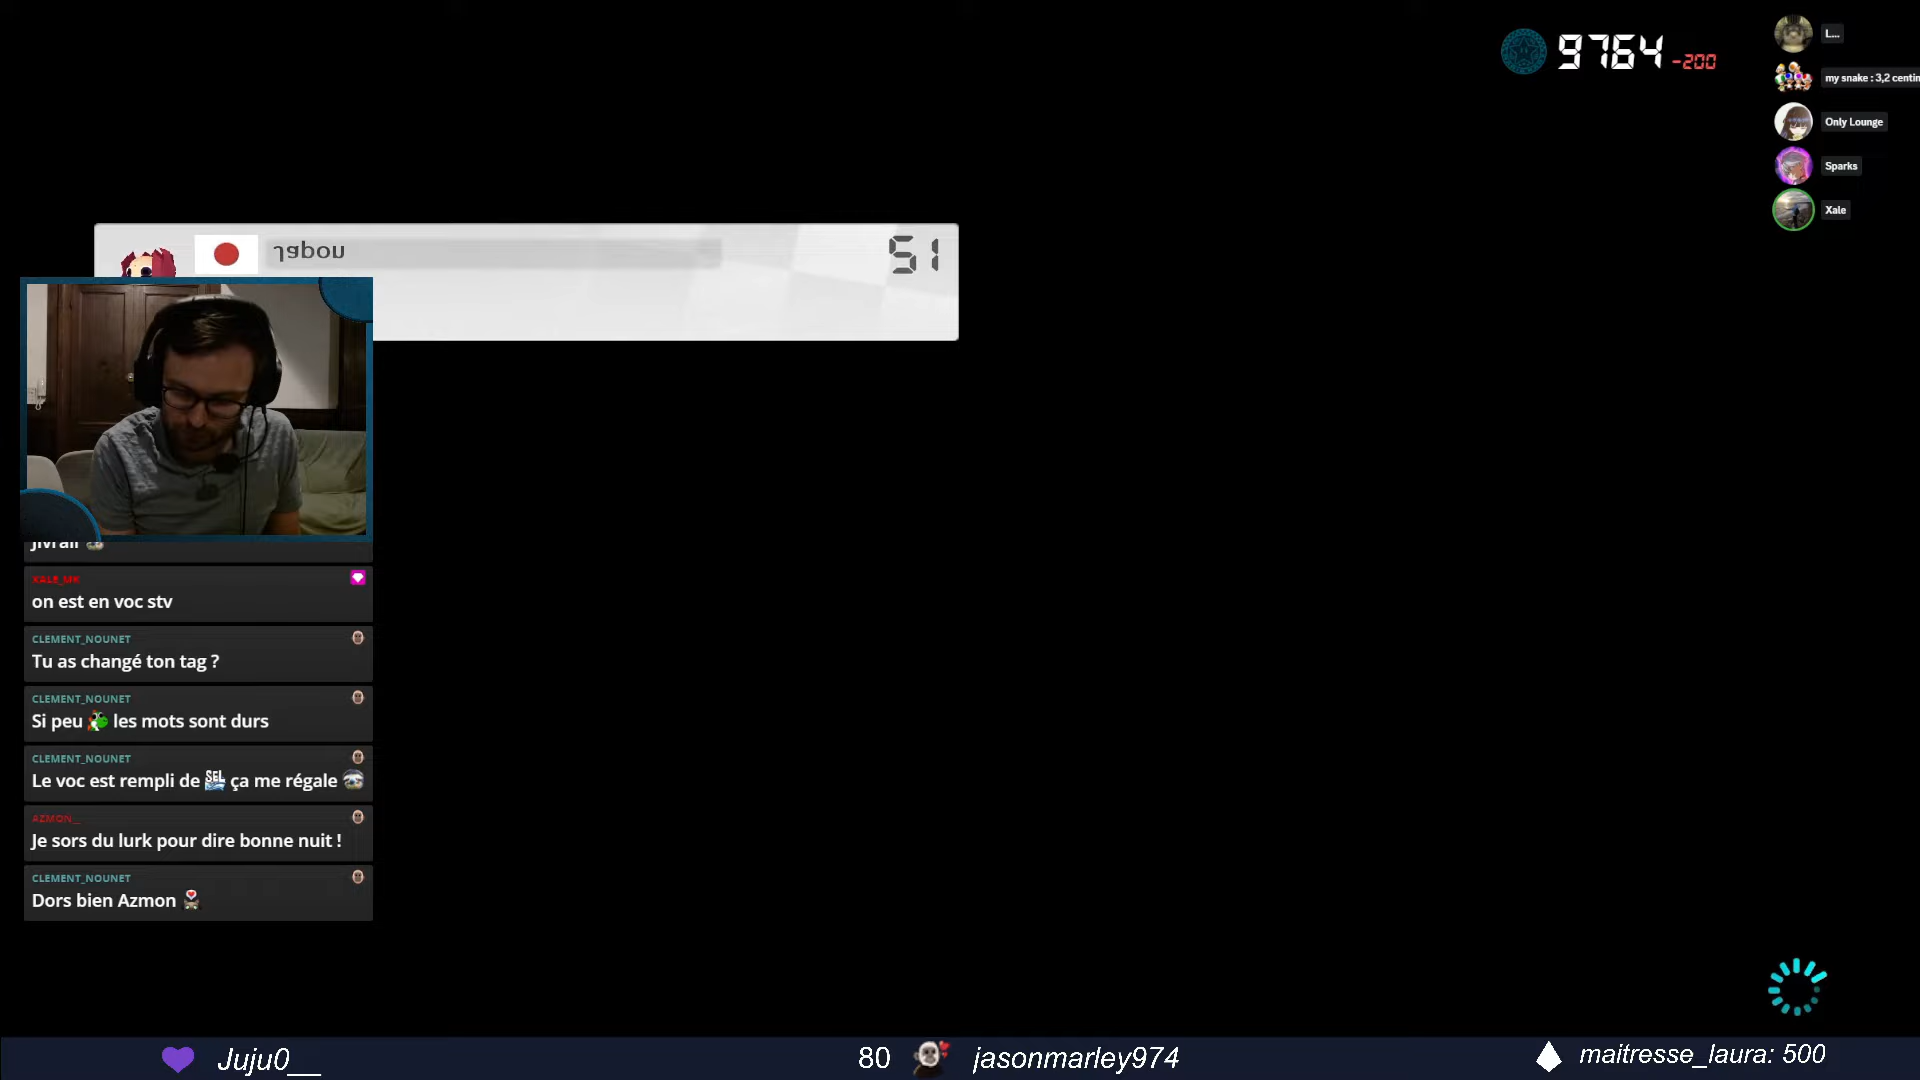 9764 -200
L...
my snake : 3,2 centin
Only Lounge
Sparks
Xale
51
XALE_MK
on est en voc stv
CLEMENT_NOUNET
Tu as changé ton tag ?
CLEMENT_NOUNET
Si peu les mots sont durs
CLEMENT_NOUNET
Le voc est rempli de SEL ça me régale
AZMON__
Je sors du lurk pour dire bonne nuit !
CLEMENT_NOUNET
Dors bien Azmon
Juju0__
80 jasonmarley974
maitresse_laura: 500